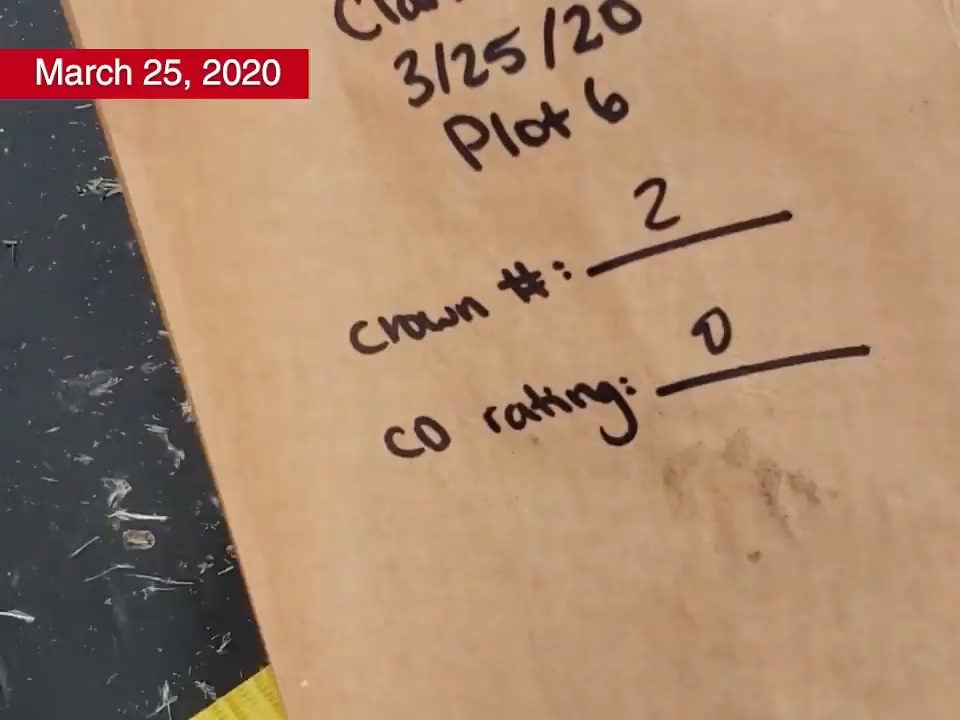 3/25/20
March 25, 2020
Plot 6
crown #: 2
CO rating: 0